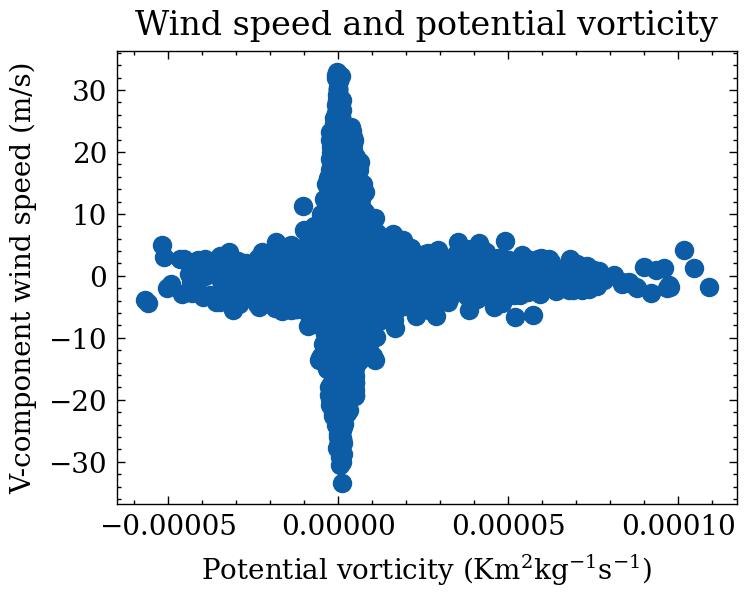 Wind speed and potential vorticity
V-component wind speed (m/s)
30
20
10
0
−10
−20
−30
−0.00005 0.00000 0.00005 0.00010
Potential vorticity (Km²kg⁻¹s⁻¹)